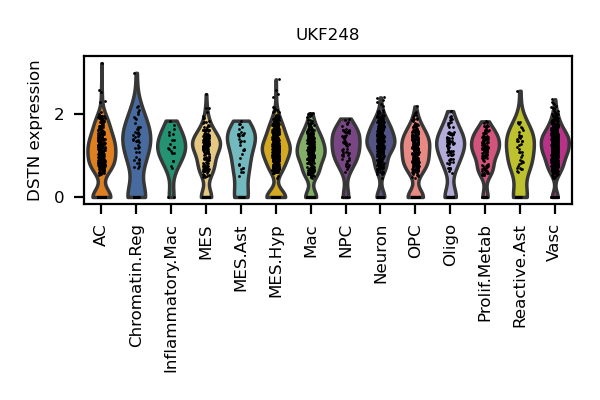 UKF248
DSTN expression
2
0
AC
Chromatin.Reg
Inflammatory.Mac
MES
MES.Ast
MES.Hyp
Mac
NPC
Neuron
OPC
Oligo
Prolif.Metab
Reactive.Ast
Vasc